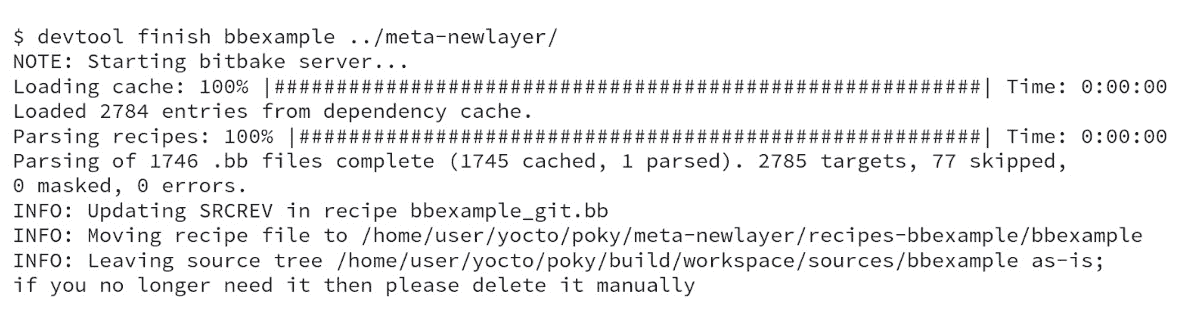 $ devtool finish bbexample ../meta-newlayer/
NOTE: Starting bitbake server...
Loading cache: 100% |#########################################################| Time: 0:00:00
Loaded 2784 entries from dependency cache.
Parsing recipes: 100% |#######################################################| Time: 0:00:00
Parsing of 1746 .bb files complete (1745 cached, 1 parsed). 2785 targets, 77 skipped,
0 masked, 0 errors.
INFO: Updating SRCREV in recipe bbexample_git.bb
INFO: Moving recipe file to /home/user/yocto/poky/meta-newlayer/recipes-bbexample/bbexample
INFO: Leaving source tree /home/user/yocto/poky/build/workspace/sources/bbexample as-is;
if you no longer need it then please delete it manually